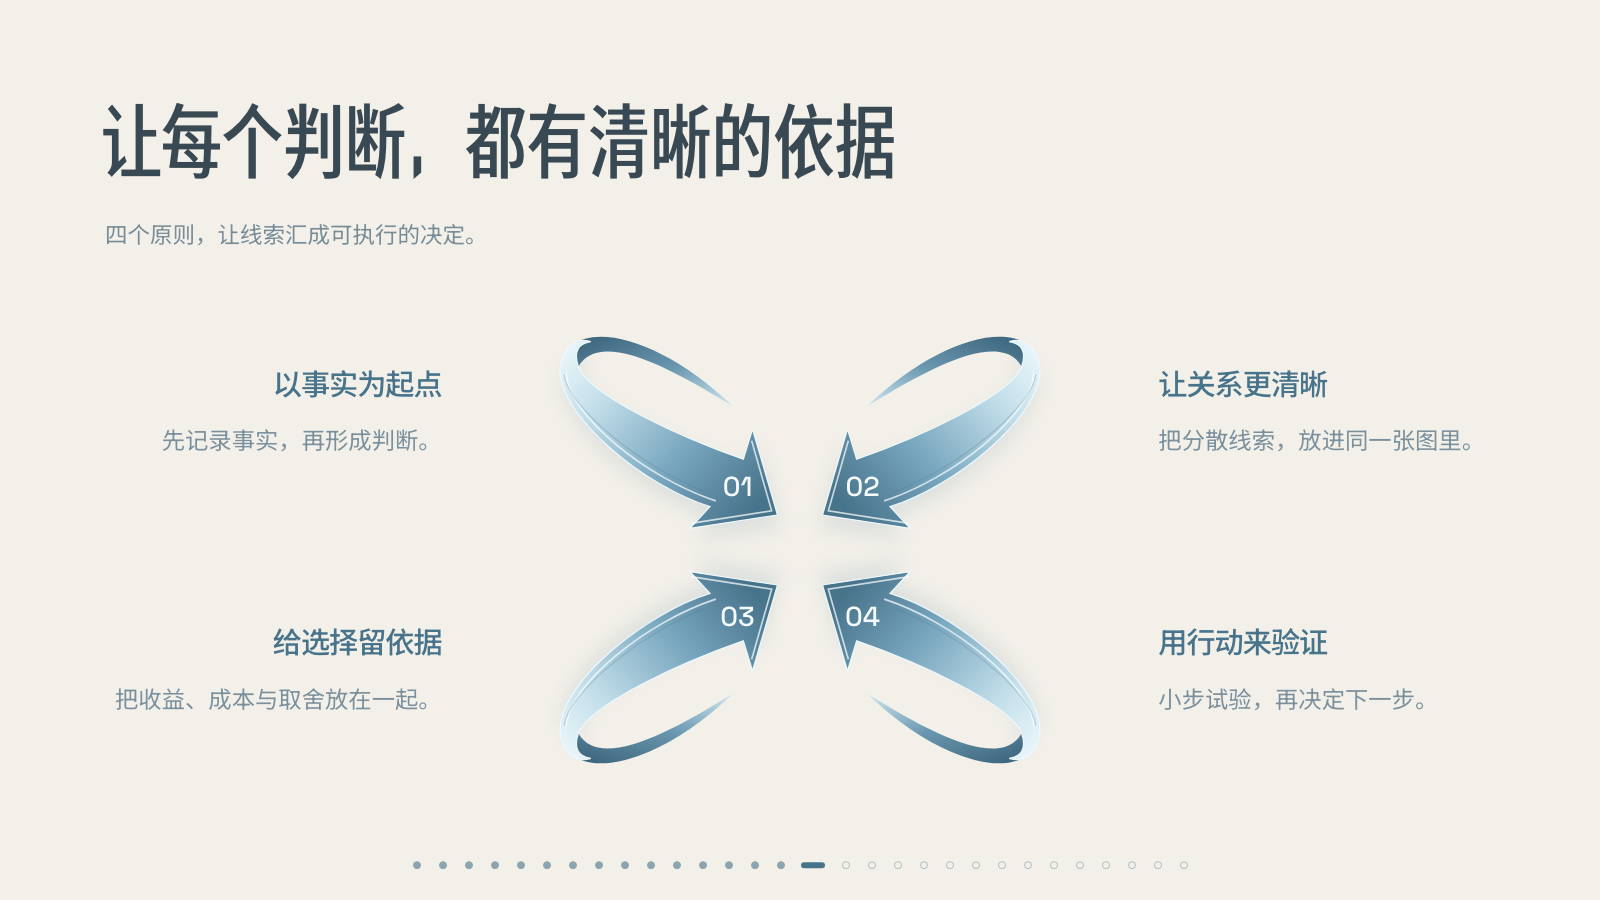 让每个判断，都有清晰的依据
四个原则，让线索汇成可执行的决定。
以事实为起点
先记录事实，再形成判断。
01
02
让关系更清晰
把分散线索，放进同一张图里。
给选择留依据
把收益、成本与取舍放在一起。
03
04
用行动来验证
小步试验，再决定下一步。